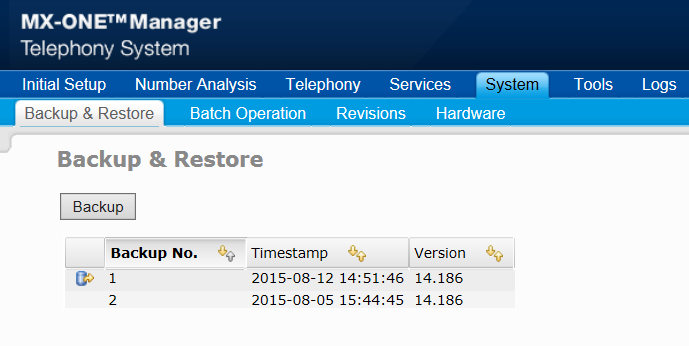 MX-ONE™Manager
Telephony System
Initial Setup Number Analysis Telephony Services System Tools Logs
Backup & Restore Batch Operation Revisions Hardware
Backup & Restore
Backup
Backup No. Timestamp Version
1 2015-08-12 14:51:46 14.186
2 2015-08-05 15:44:45 14.186